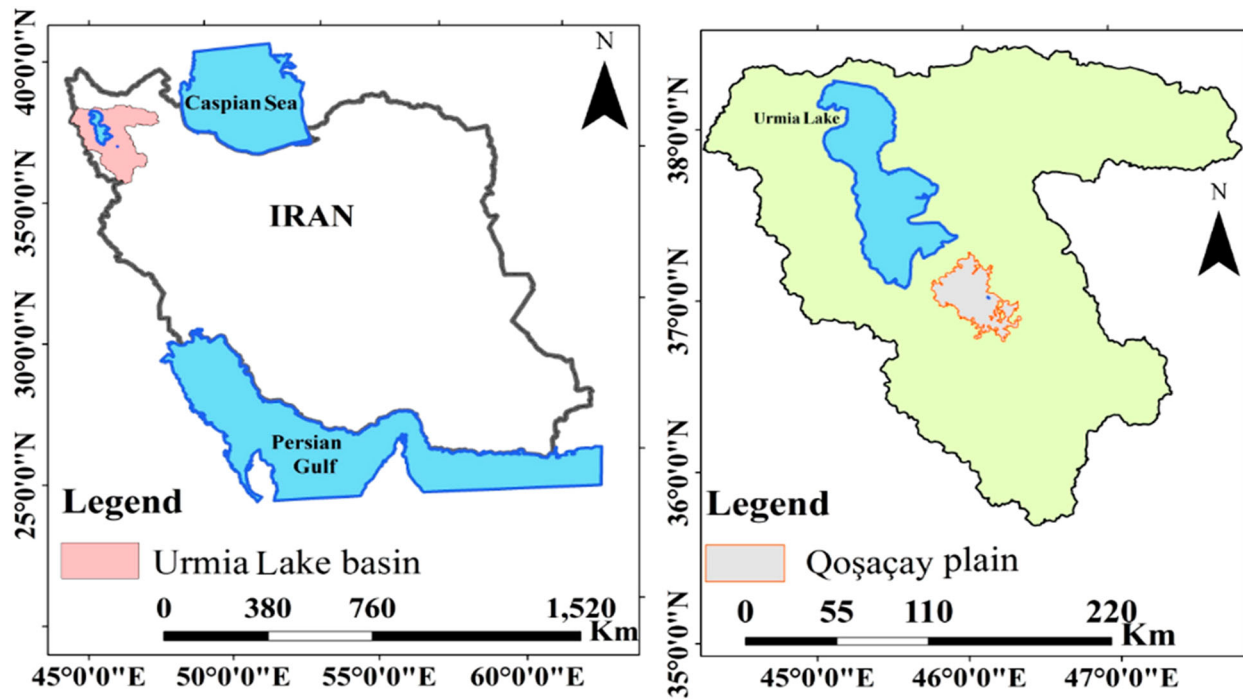 40°0'0"N
35°0'0"N
30°0'0"N
25°0'0"N
N
Caspian Sea
IRAN
Persian
Gulf
Legend
Urmia Lake basin
0 380 760 1,520
Km
45°0'0"E 50°0'0"E 55°0'0"E 60°0'0"E
38°0'0"N
37°0'0"N
36°0'0"N
35°0'0"N
Urmia Lake
N
Legend
Qoşaçay plain
0 55 110 220
Km
45°0'0"E 46°0'0"E 47°0'0"E